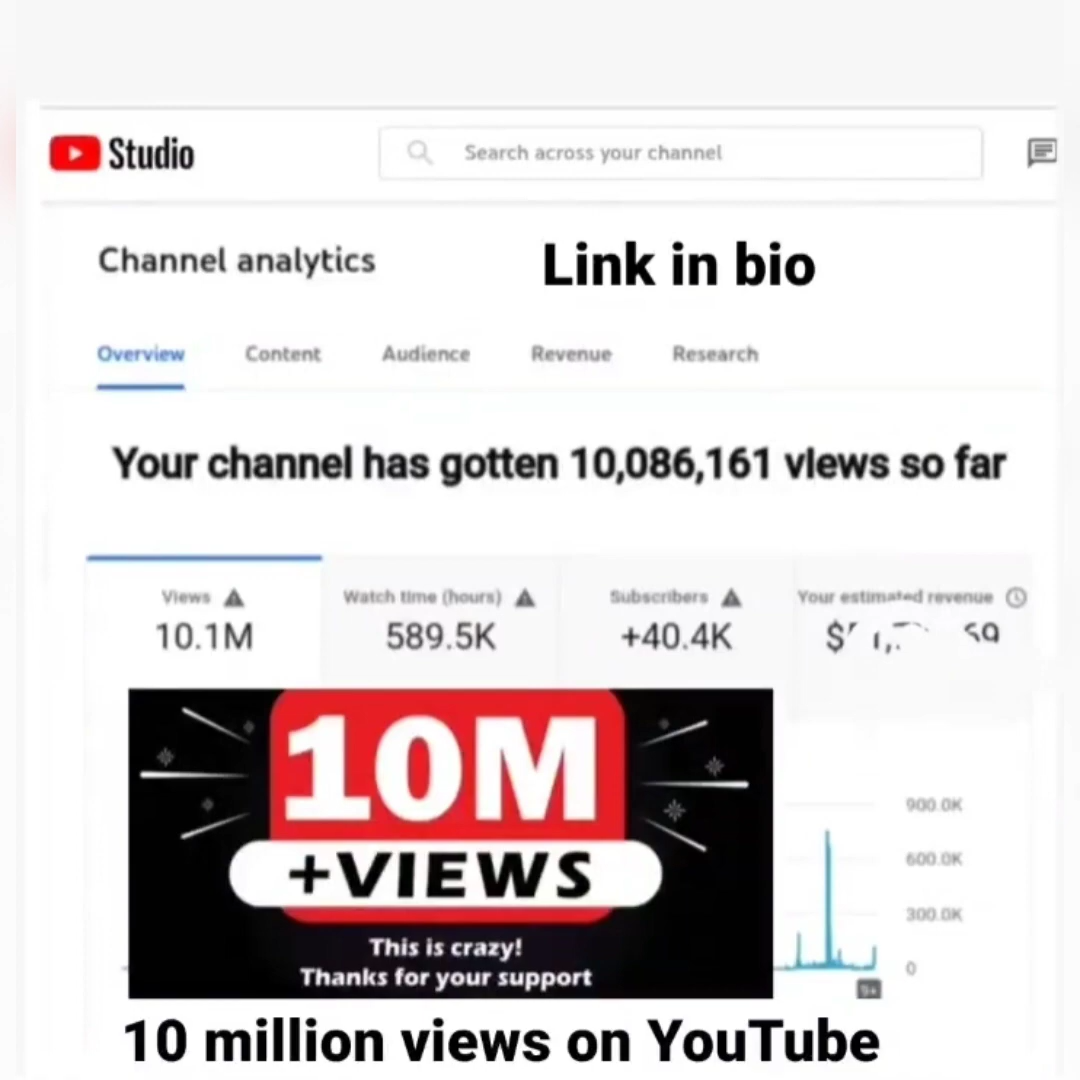 Studio
Search across your channel
Channel analytics
Link in bio
Overview Content Audience Revenue Research
Your channel has gotten 10,086,161 views so far
Views Watch time (hours) Subscribers Your estimated revenue
10.1M 589.5K +40.4K $
10M
+VIEWS
This is crazy!
Thanks for your support
900.0K
600.0K
300.0K
0
9+
10 million views on YouTube